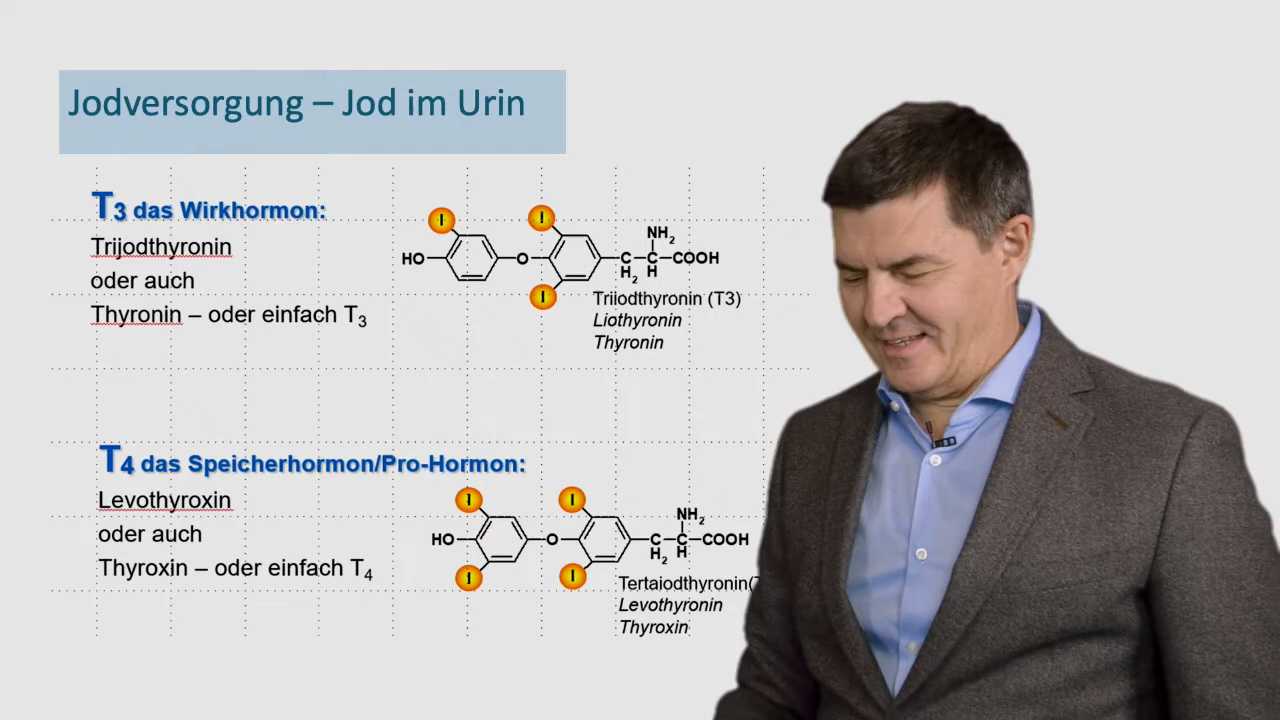 Jodversorgung – Jod im Urin
T3 das Wirkhormon:
Trijodthyronin
oder auch
Thyronin – oder einfach T3
I
I
HO
O
NH2
C
H2
C
H
COOH
I
Triiodthyronin (T3)
Liothyronin
Thyronin
T4 das Speicherhormon/Pro-Hormon:
Levothyroxin
oder auch
Thyroxin – oder einfach T4
I
I
HO
O
NH2
C
H2
C
H
COOH
I
I
Tertaiodthyronin(
Levothyronin
Thyroxin